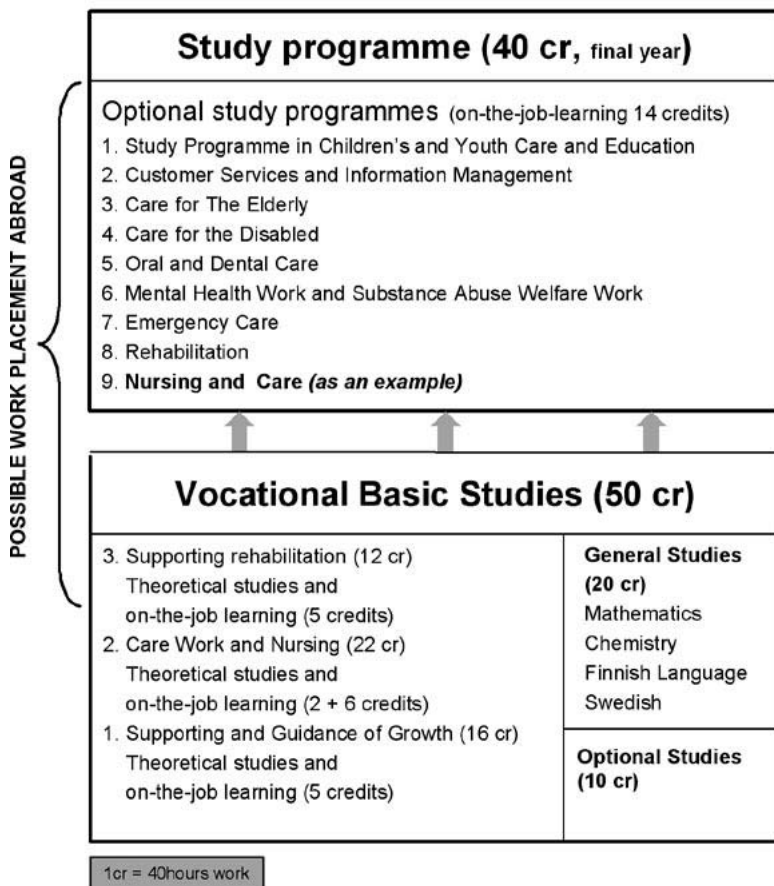 Study programme (40 cr, final year)
Optional study programmes (on-the-job-learning 14 credits)
1. Study Programme in Children's and Youth Care and Education
2. Customer Services and Information Management
3. Care for The Elderly
4. Care for the Disabled
5. Oral and Dental Care
6. Mental Health Work and Substance Abuse Welfare Work
7. Emergency Care
8. Rehabilitation
9. Nursing and Care (as an example)
POSSIBLE WORK PLACEMENT ABROAD
Vocational Basic Studies (50 cr)
3. Supporting rehabilitation (12 cr)
Theoretical studies and
on-the-job learning (5 credits)
2. Care Work and Nursing (22 cr)
Theoretical studies and
on-the-job learning (2 + 6 credits)
1. Supporting and Guidance of Growth (16 cr)
Theoretical studies and
on-the-job learning (5 credits)
General Studies
(20 cr)
Mathematics
Chemistry
Finnish Language
Swedish
Optional Studies
(10 cr)
1cr = 40hours work